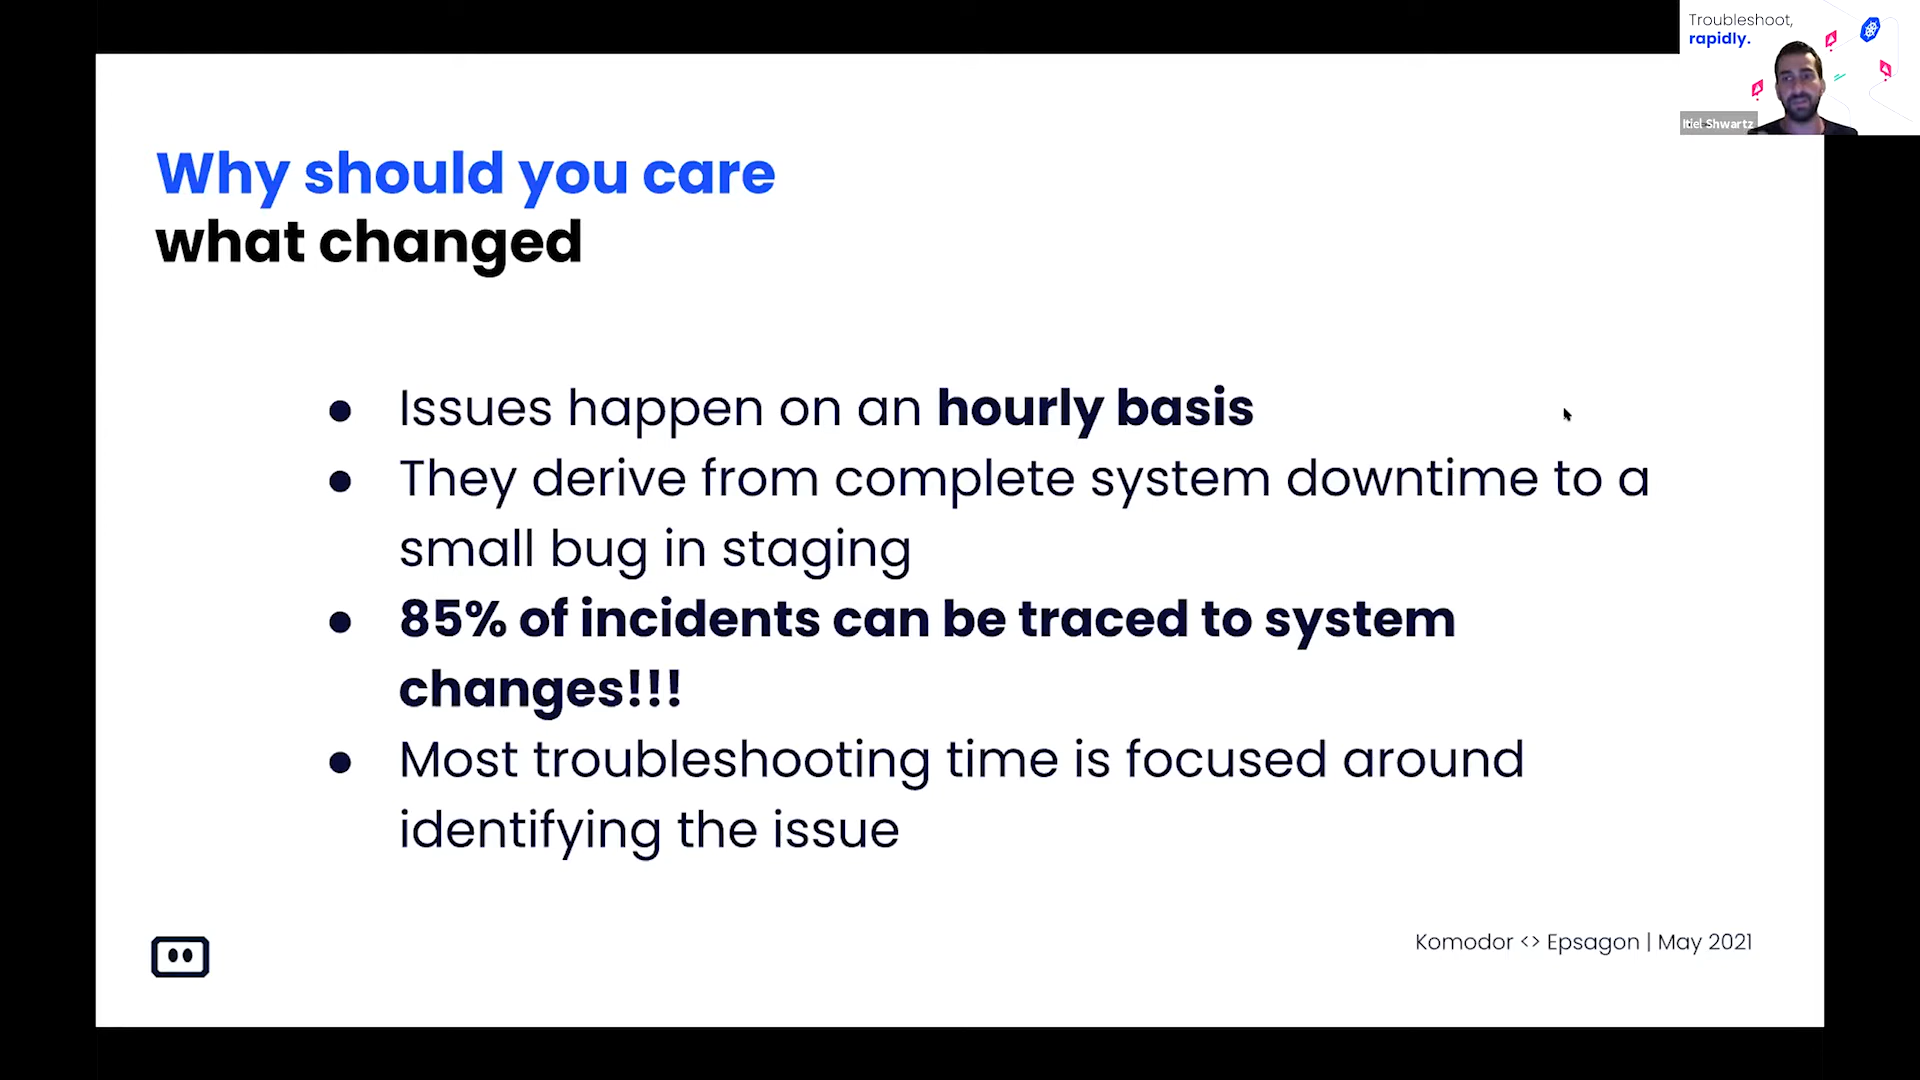 Troubleshoot,
rapidly.
Itiel Shwartz
Why should you care
what changed
● Issues happen on an hourly basis
● They derive from complete system downtime to a
small bug in staging
● 85% of incidents can be traced to system
changes!!!
● Most troubleshooting time is focused around
identifying the issue
Komodor <> Epsagon | May 2021